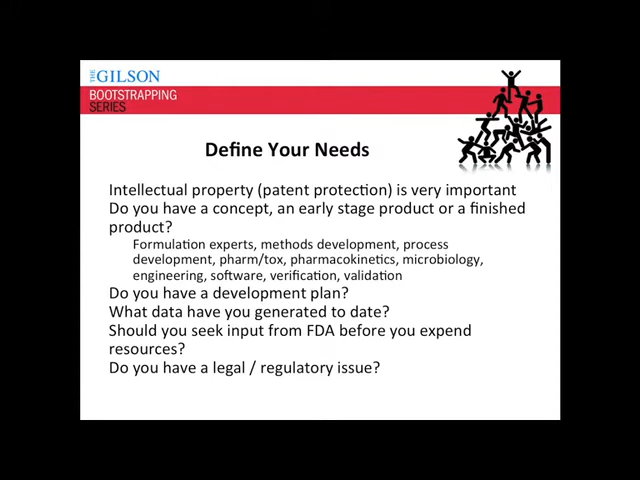 THE GILSON
BOOTSTRAPPING
SERIES
Define Your Needs
Intellectual property (patent protection) is very important
Do you have a concept, an early stage product or a finished
product?
Formulation experts, methods development, process
development, pharm/tox, pharmacokinetics, microbiology,
engineering, software, verification, validation
Do you have a development plan?
What data have you generated to date?
Should you seek input from FDA before you expend
resources?
Do you have a legal / regulatory issue?